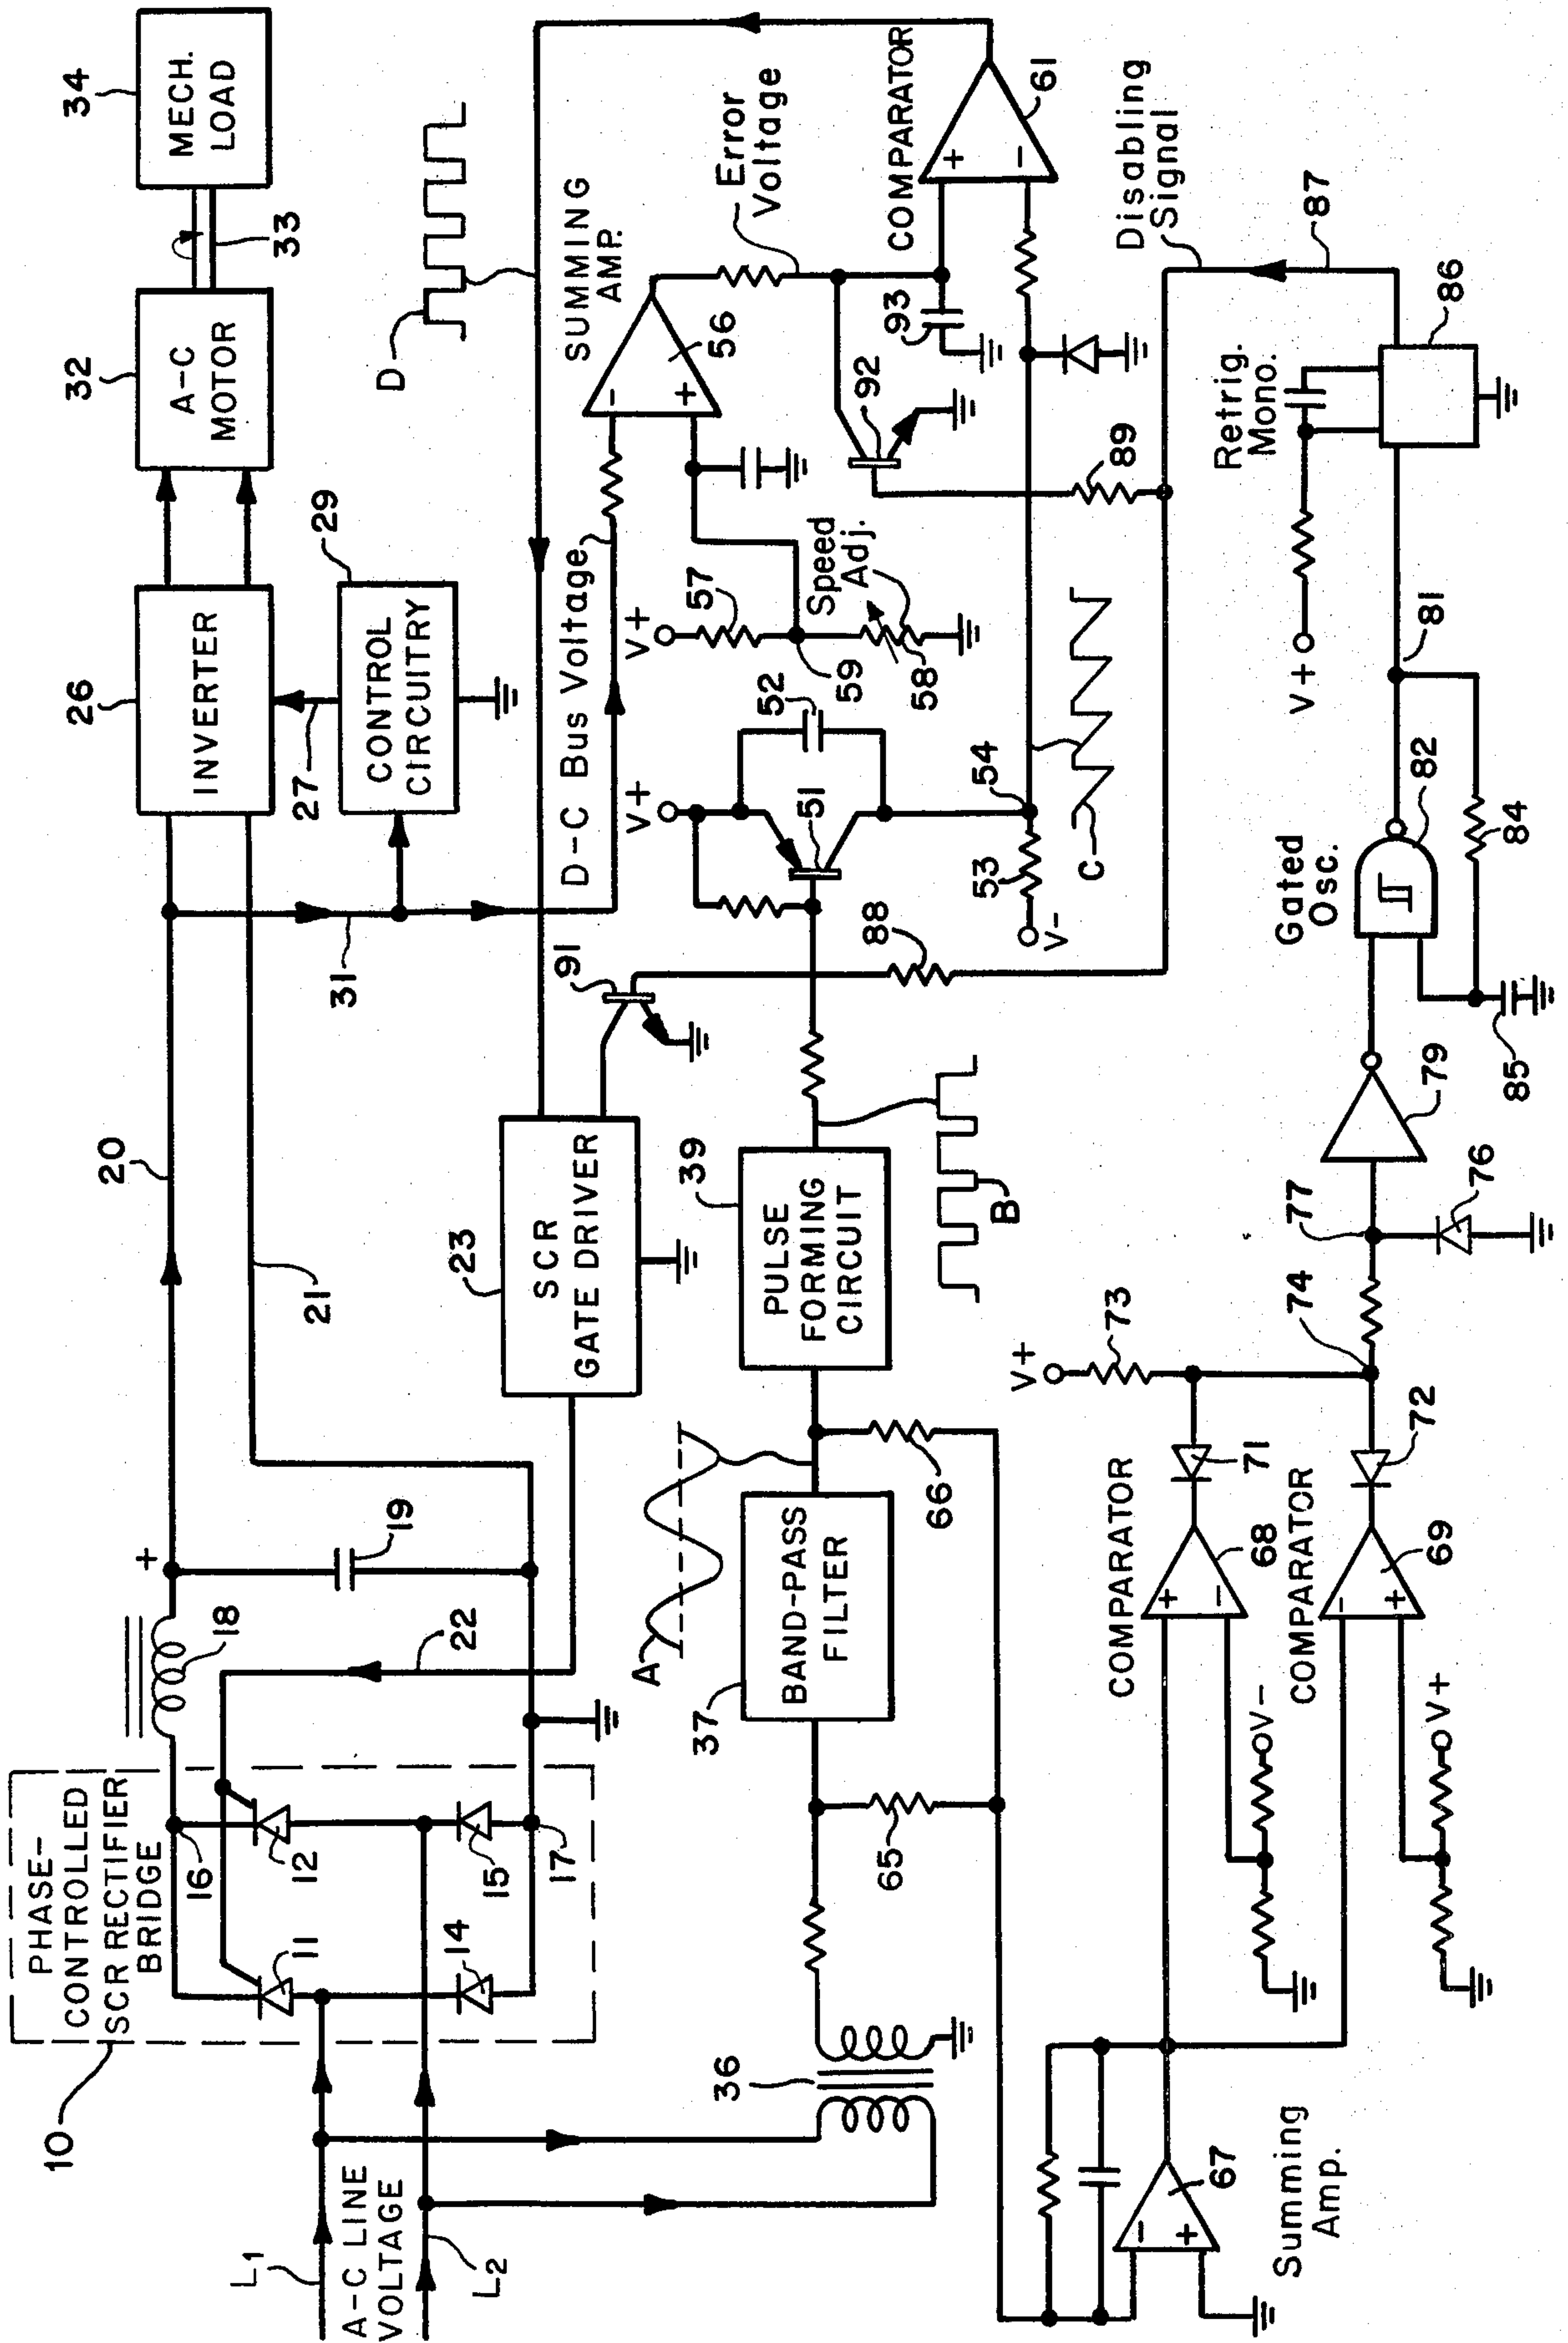 PHASE-
CONTROLLED
SCR RECTIFIER
BRIDGE
10
L1
A-C LINE
VOLTAGE
L2
11
12
14
15
16
17
18
+
19
20
21
22
23
SCR
GATE DRIVER
26
INVERTER
27
29
CONTROL
CIRCUITRY
31
32
A-C
MOTOR
33
34
MECH.
LOAD
D
36
37
BAND-PASS
FILTER
A
39
PULSE
FORMING
CIRCUIT
B
91
D-C Bus Voltage
V+
51
52
53
V-
54
C
V+
57
59
58
Speed
Adj.
SUMMING
AMP.
-
+
56
Error
Voltage
92
93
COMPARATOR
+
-
61
Disabling
Signal
87
88
89
65
66
67
-
+
Summing
Amp.
COMPARATOR
+
-
68
V-
COMPARATOR
-
+
69
V+
71
72
V+
73
74
76
77
79
Gated
Osc.
82
84
85
81
V+
Retrig.
Mono.
86